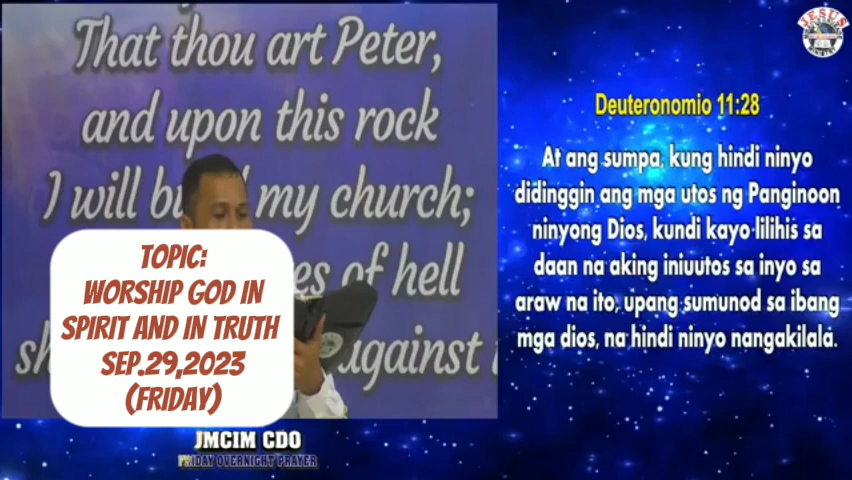 That thou art Peter,
and upon this rock
I will my church;
es of hell
against
TOPIC:
WORSHIP GOD IN
SPIRIT AND IN TRUTH
SEP.29,2023
(FRIDAY)
JMCIM CDO
FRIDAY OVERNIGHT PRAYER
JESUS
Deuteronomio 11:28
At ang sumpa, kung hindi ninyo
didinggin ang mga utos ng Panginoon
ninyong Dios, kundi kayo lilihis sa
daan na aking iniuutos sa inyo sa
araw na ito, upang sumunod sa ibang
mga dios, na hindi ninyo nangakilala.